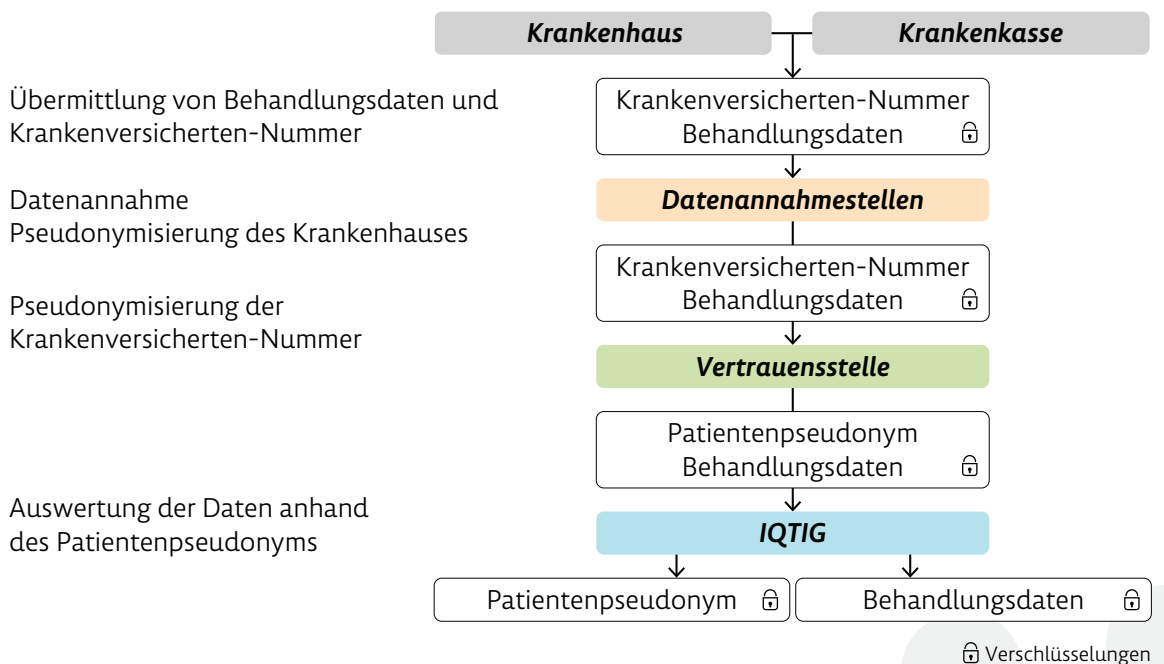 Krankenhaus
Krankenkasse
Übermittlung von Behandlungsdaten und
Krankenversicherten-Nummer
Krankenversicherten-Nummer
Behandlungsdaten
Datenannahme
Pseudonymisierung des Krankenhauses
Datenannahmestellen
Krankenversicherten-Nummer
Behandlungsdaten
Pseudonymisierung der
Krankenversicherten-Nummer
Vertrauensstelle
Patientenpseudonym
Behandlungsdaten
Auswertung der Daten anhand
des Patientenpseudonyms
IQTIG
Patientenpseudonym
Behandlungsdaten
Verschlüsselungen